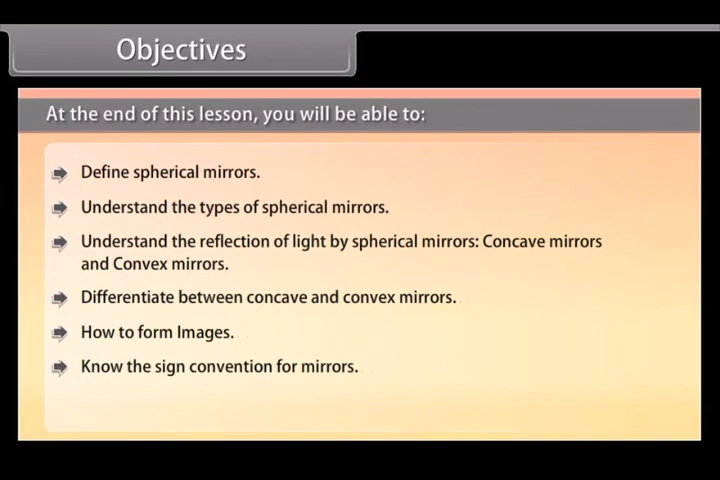 Objectives
At the end of this lesson, you will be able to:
Define spherical mirrors.
Understand the types of spherical mirrors.
Understand the reflection of light by spherical mirrors: Concave mirrors
and Convex mirrors.
Differentiate between concave and convex mirrors.
How to form Images.
Know the sign convention for mirrors.